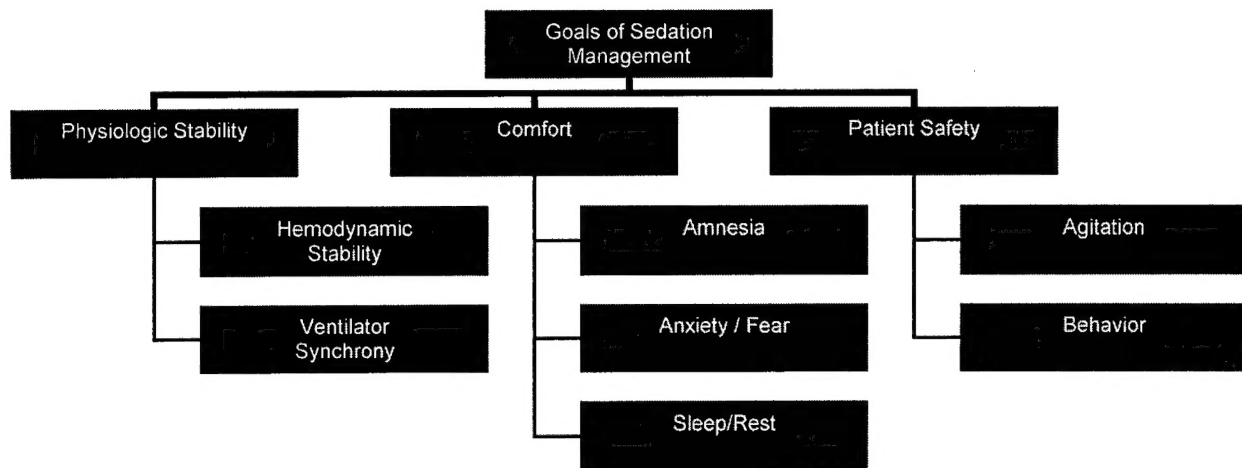 Goals of Sedation
Management
Physiologic Stability
Comfort
Patient Safety
Hemodynamic
Stability
Amnesia
Agitation
Ventilator
Synchrony
Anxiety / Fear
Behavior
Sleep/Rest